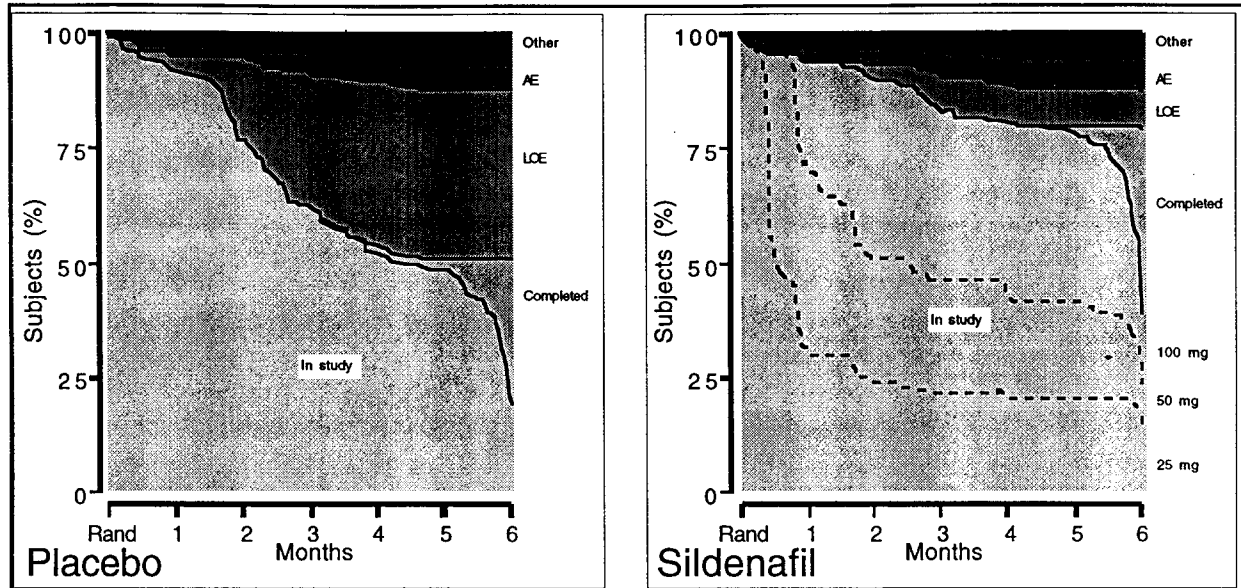 100
75
50
25
0
Subjects (%)
Other
AE
LOE
Completed
In study
Rand 1 2 3 4 5 6
Months
Placebo
100
75
50
25
0
Subjects (%)
Other
AE
LOE
Completed
In study
100 mg
50 mg
25 mg
Rand 1 2 3 4 5 6
Months
Sildenafil